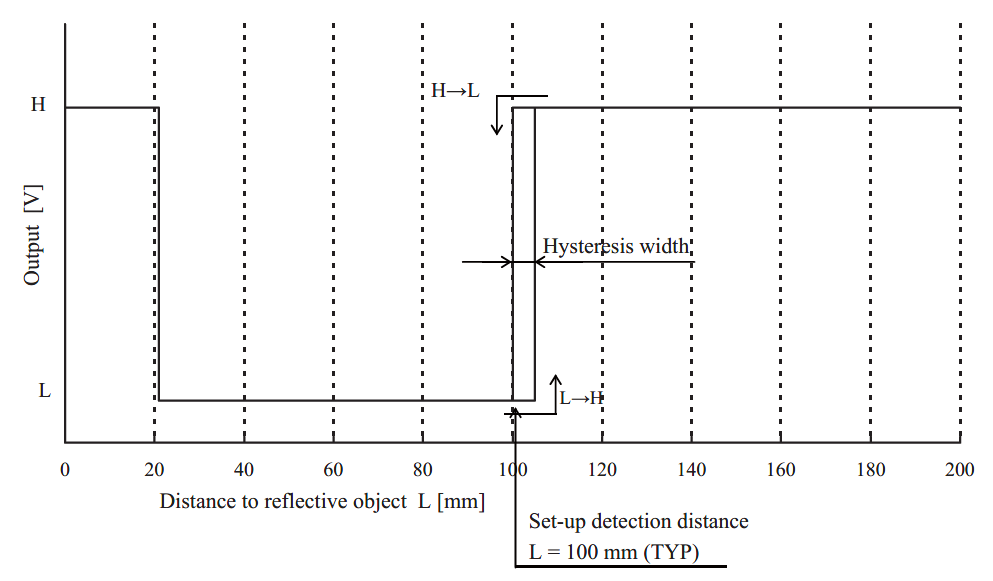 H→L
H
Output [V]
Hysteresis width
L
L→H
0 20 40 60 80 100 120 140 160 180 200
Distance to reflective object L [mm]
Set-up detection distance
L = 100 mm (TYP)